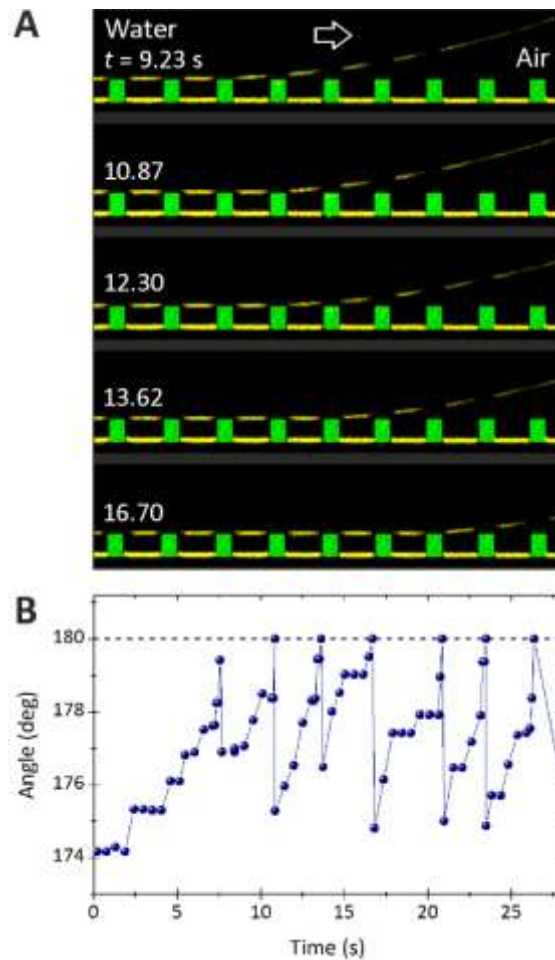 A
Water
t = 9.23 s
Air
10.87
12.30
13.62
16.70
B
180
178
176
174
Angle (deg)
0 5 10 15 20 25
Time (s)